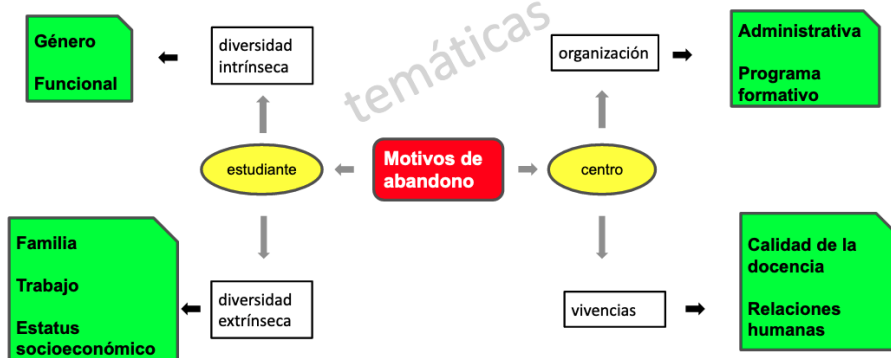 temáticas
Género
Funcional
diversidad
intrínseca
organización
Administrativa
Programa
formativo
estudiante
Motivos de
abandono
centro
Familia
Trabajo
Estatus
socioeconómico
diversidad
extrínseca
vivencias
Calidad de la
docencia
Relaciones
humanas